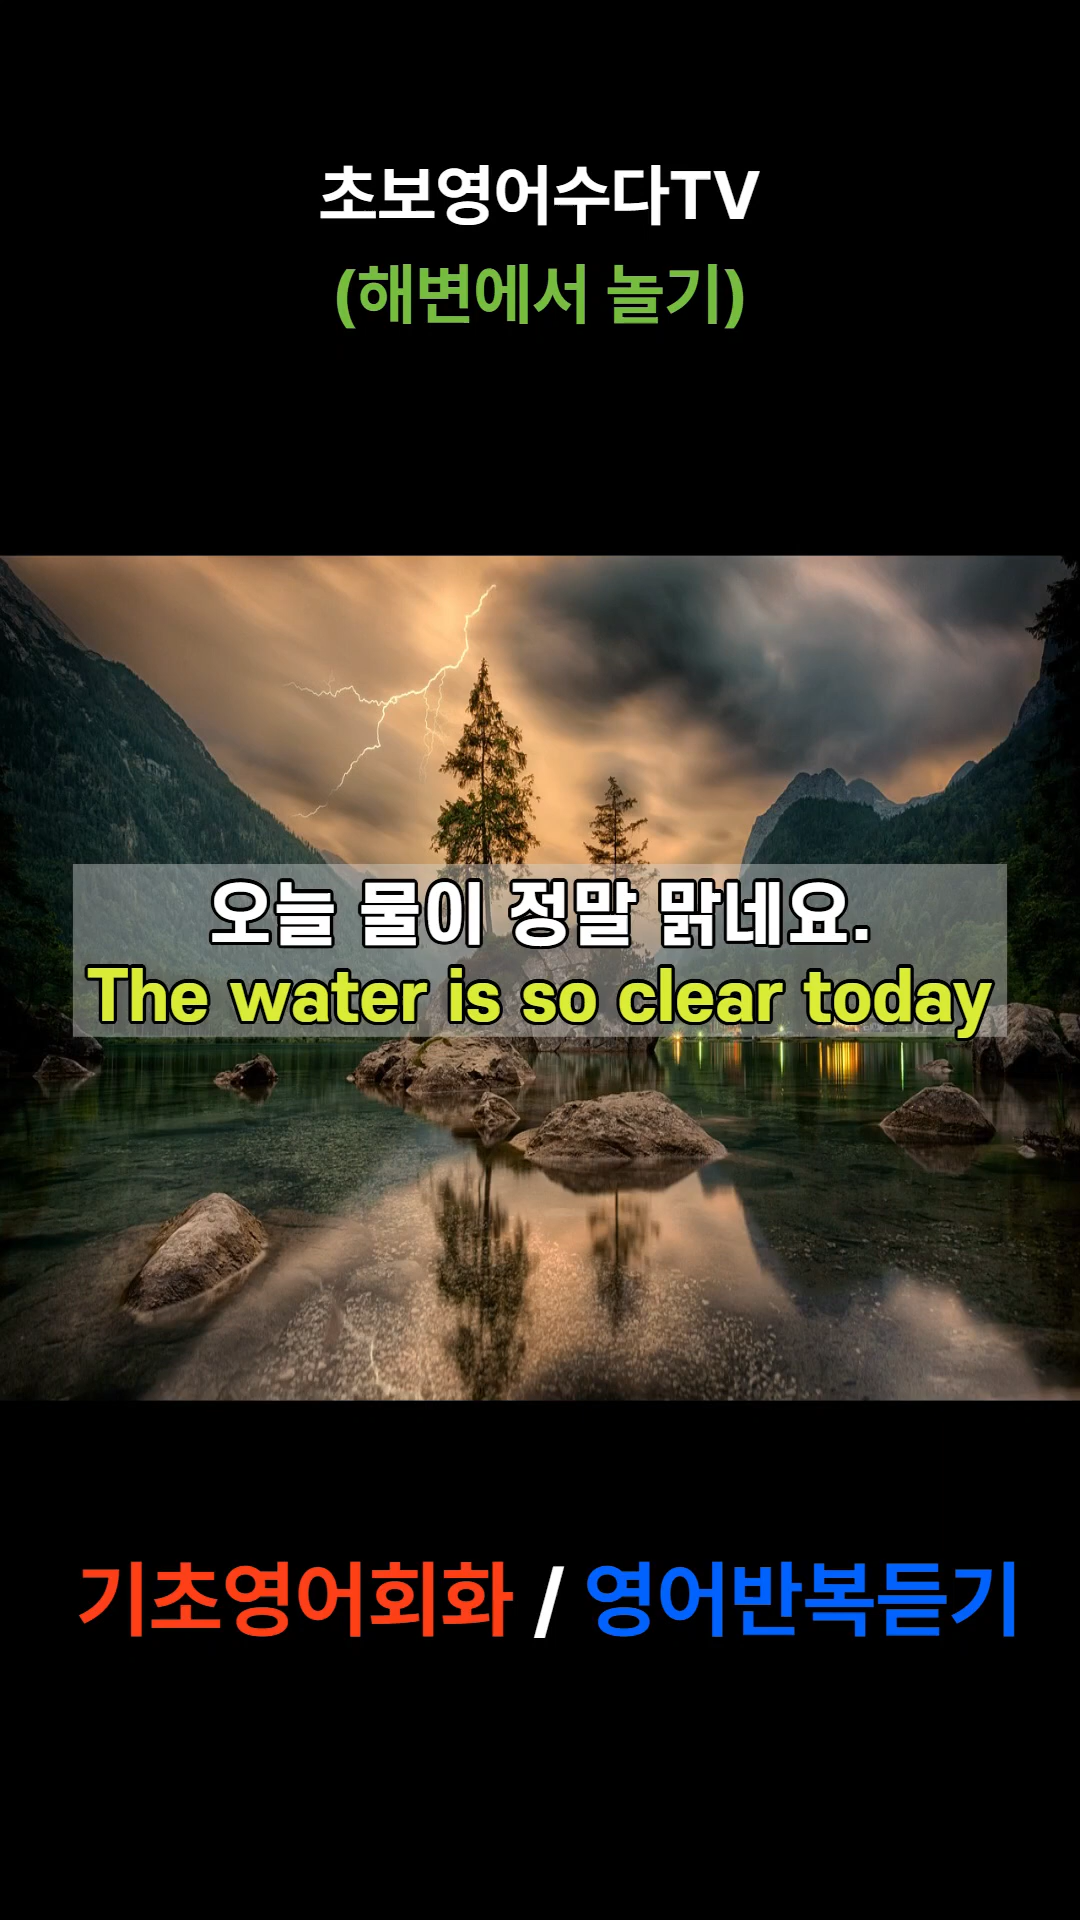 초보영어수다TV
(해변에서 놀기)
오늘 물이 정말 맑네요.
The water is so clear today
기초영어회화 / 영어반복듣기